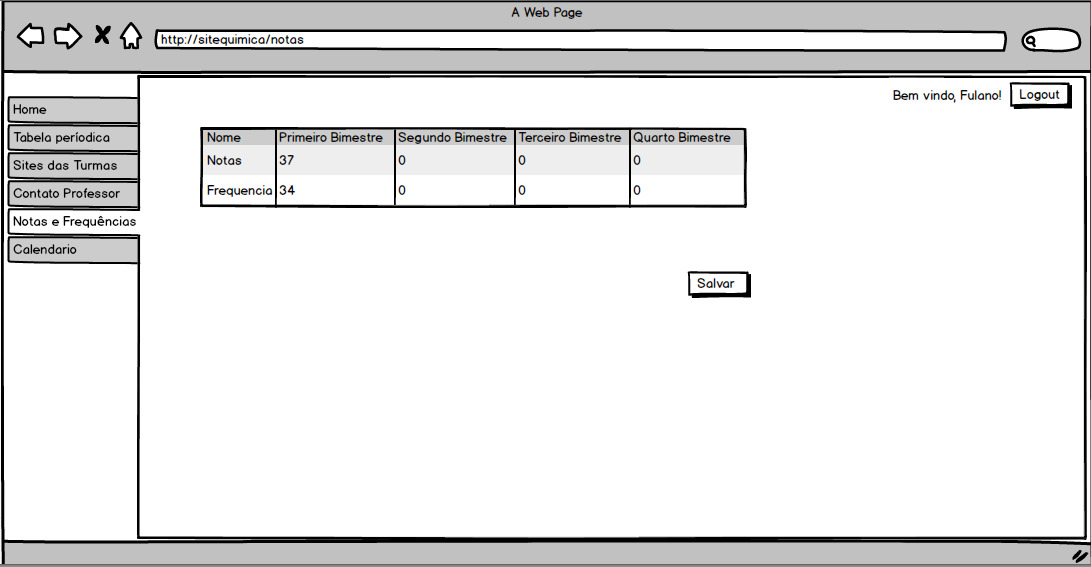 A Web Page
http://sitequimica/notas
Bem vindo, Fulano! Logout
Home
Tabela períodica
Sites das Turmas
Contato Professor
Notas e Frequências
Calendario
Nome Primeiro Bimestre Segundo Bimestre Terceiro Bimestre Quarto Bimestre
Notas 37 0 0 0
Frequencia 34 0 0 0
Salvar